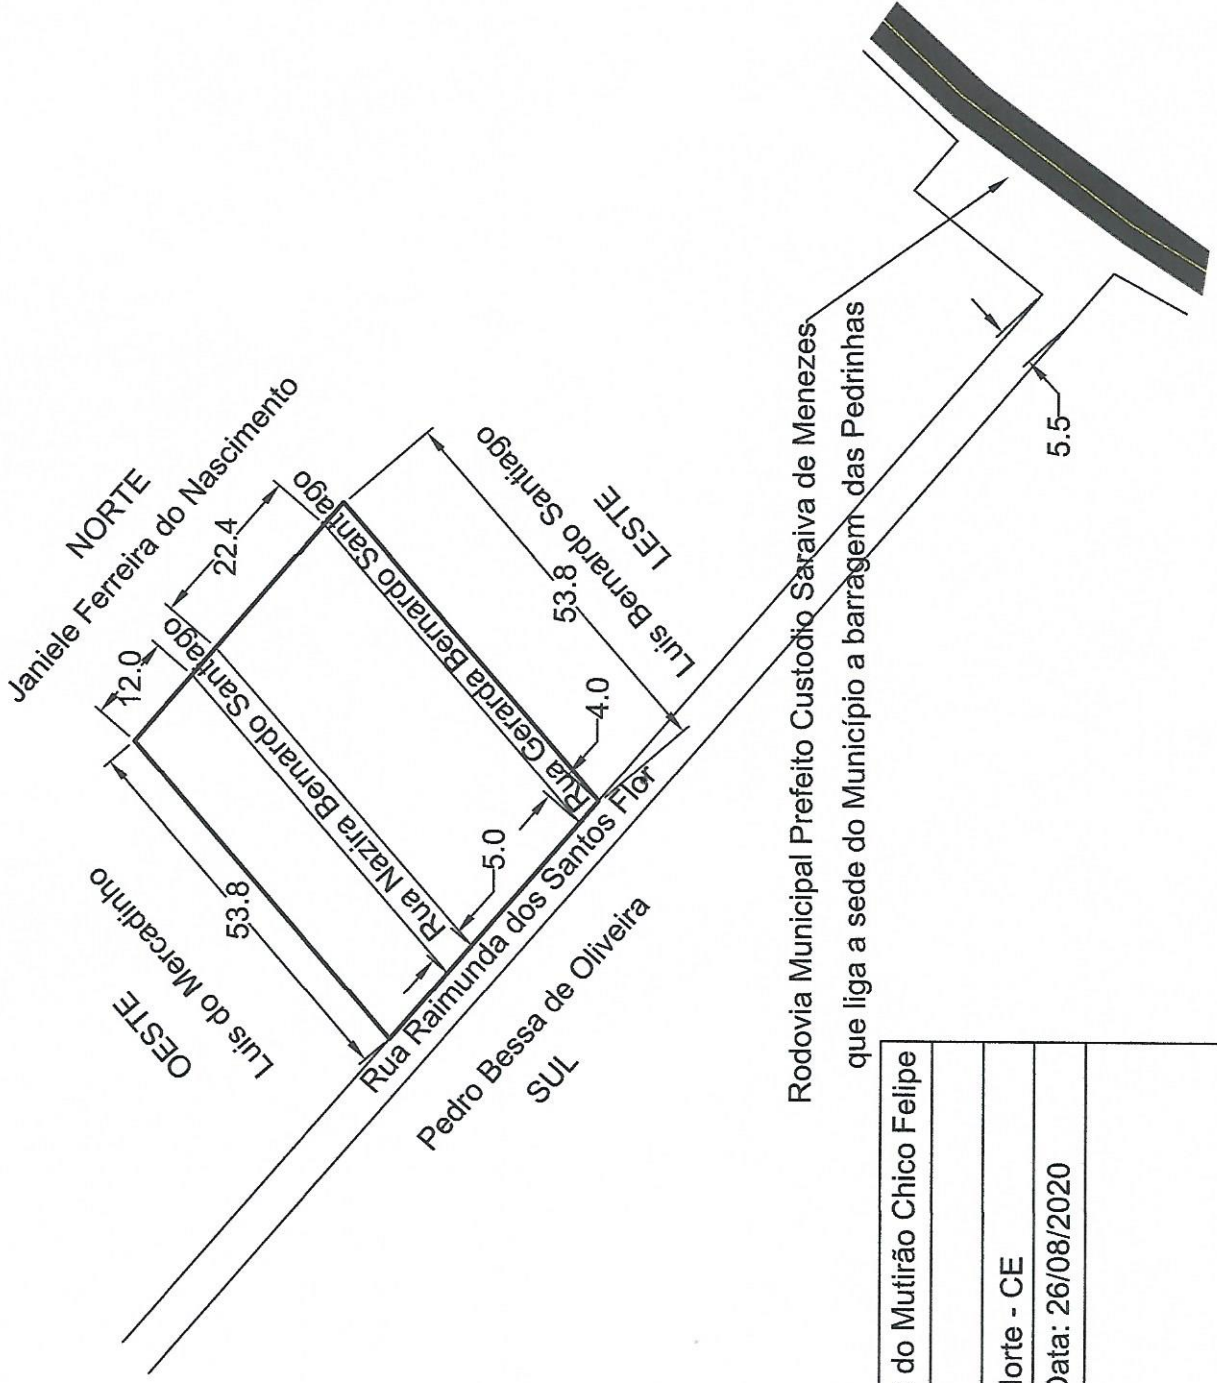 NORTE
Janiele Ferreira do Nascimento
12.0
22.4
OESTE
Luis do Mercadinho
53.8
Rua Nazira Bernardo Santiago
Rua Gerarda Bernardo Santiago
5.0
4.0
53.8
Luis Bernardo Santiago
LESTE
Rua Raimunda dos Santos Flor
Pedro Bessa de Oliveira
SUL
5.5
Rodovia Municipal Prefeito Custodio Saraiva de Menezes
que liga a sede do Município a barragem das Pedrinhas
do Mutirão Chico Felipe
Norte - CE
Data: 26/08/2020